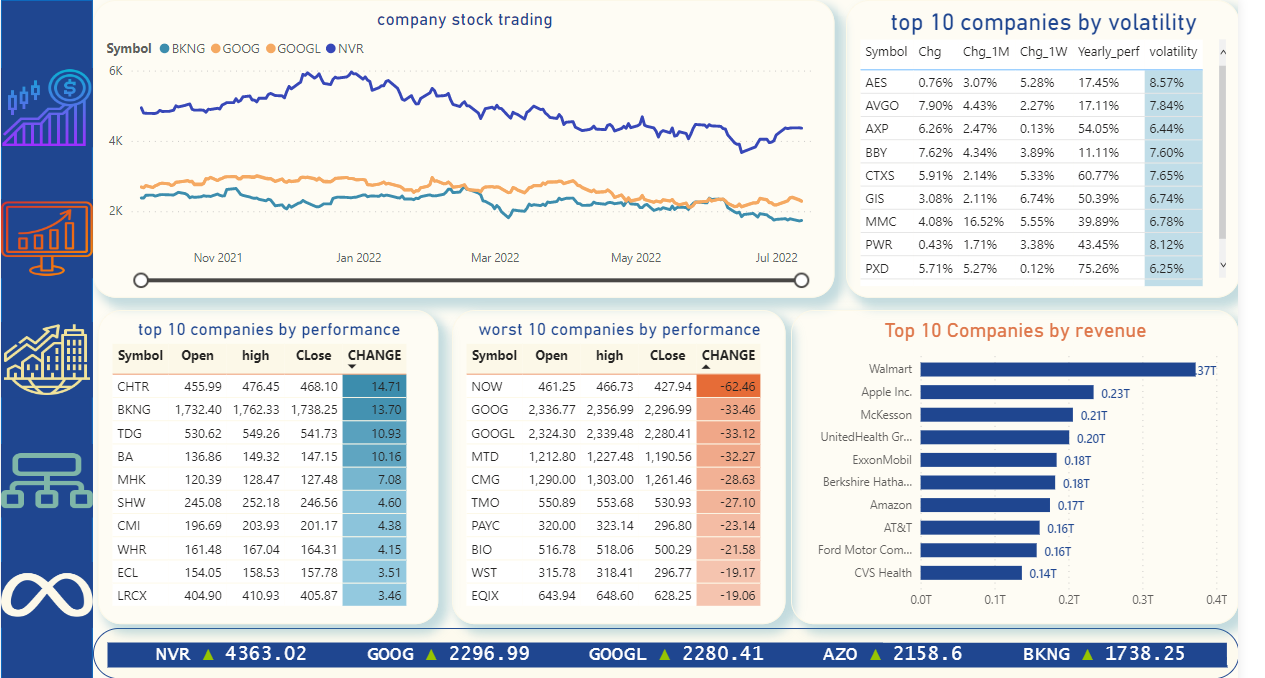 company stock trading
Symbol BKNG GOOG GOOGL NVR
6K
4K
2K
Nov 2021 Jan 2022 Mar 2022 May 2022 Jul 2022
top 10 companies by volatility
Symbol Chg Chg_1M Chg_1W Yearly_perf volatility
AES 0.76% 3.07% 5.28% 17.45% 8.57%
AVGO 7.90% 4.43% 2.27% 17.11% 7.84%
AXP 6.26% 2.47% 0.13% 54.05% 6.44%
BBY 7.62% 4.34% 3.89% 11.11% 7.60%
CTXS 5.91% 2.14% 5.33% 60.77% 7.65%
GIS 3.08% 2.11% 6.74% 50.39% 6.74%
MMC 4.08% 16.52% 5.55% 39.89% 6.78%
PWR 0.43% 1.71% 3.38% 43.45% 8.12%
PXD 5.71% 5.27% 0.12% 75.26% 6.25%
top 10 companies by performance
Symbol Open high CLose CHANGE
CHTR 455.99 476.45 468.10 14.71
BKNG 1,732.40 1,762.33 1,738.25 13.70
TDG 530.62 549.26 541.73 10.93
BA 136.86 149.32 147.15 10.16
MHK 120.39 128.47 127.48 7.08
SHW 245.08 252.18 246.56 4.60
CMI 196.69 203.93 201.17 4.38
WHR 161.48 167.04 164.31 4.15
ECL 154.05 158.53 157.78 3.51
LRCX 404.90 410.93 405.87 3.46
worst 10 companies by performance
Symbol Open high CLose CHANGE
NOW 461.25 466.73 427.94 -62.46
GOOG 2,336.77 2,356.99 2,296.99 -33.46
GOOGL 2,324.30 2,339.48 2,280.41 -33.12
MTD 1,212.80 1,227.48 1,190.56 -32.27
CMG 1,290.00 1,303.00 1,261.46 -28.63
TMO 550.89 553.68 530.93 -27.10
PAYC 320.00 323.14 296.80 -23.14
BIO 516.78 518.06 500.29 -21.58
WST 315.78 318.41 296.77 -19.17
EQIX 643.94 648.60 628.25 -19.06
Top 10 Companies by revenue
Walmart .37T
Apple Inc. 0.23T
McKesson 0.21T
UnitedHealth Gr... 0.20T
ExxonMobil 0.18T
Berkshire Hatha... 0.18T
Amazon 0.17T
AT&T 0.16T
Ford Motor Com... 0.16T
CVS Health 0.14T
0.0T 0.1T 0.2T 0.3T 0.4T
NVR ▲ 4363.02 GOOG ▲ 2296.99 GOOGL ▲ 2280.41 AZO ▲ 2158.6 BKNG ▲ 1738.25